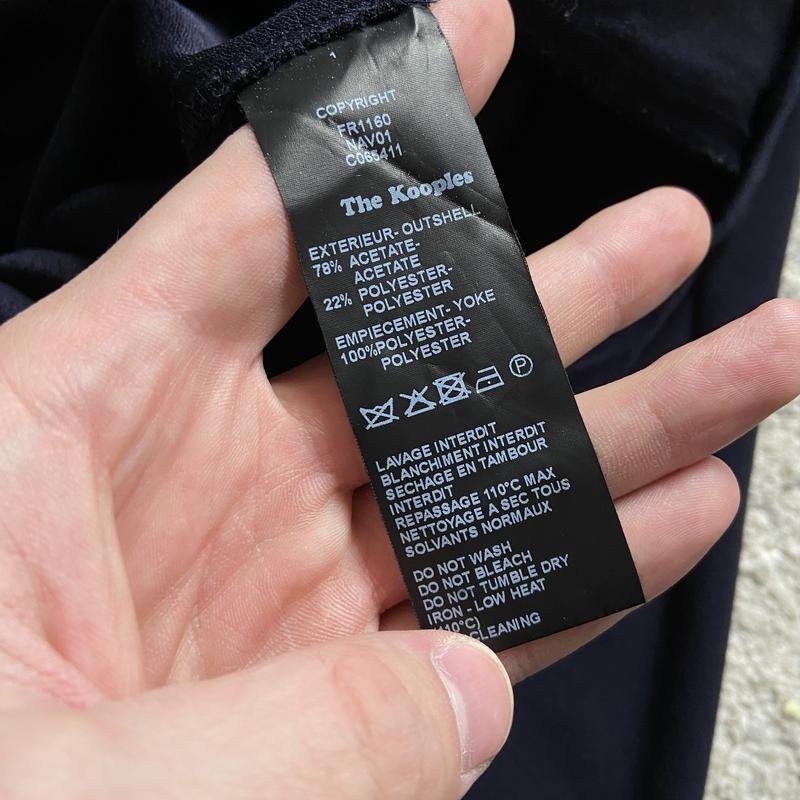 1
COPYRIGHT
FR1160
NAV01
C065411
The Kooples
EXTERIEUR- OUTSHELL
78% ACETATE-
ACETATE
22% POLYESTER-
POLYESTER
EMPIECEMENT- YOKE
100%POLYESTER-
POLYESTER
P
LAVAGE INTERDIT
BLANCHIMENT INTERDIT
SECHAGE EN TAMBOUR
INTERDIT
REPASSAGE 110°C MAX
NETTOYAGE A SEC TOUS
SOLVANTS NORMAUX
DO NOT WASH
DO NOT BLEACH
DO NOT TUMBLE DRY
IRON - LOW HEAT
CLEANING